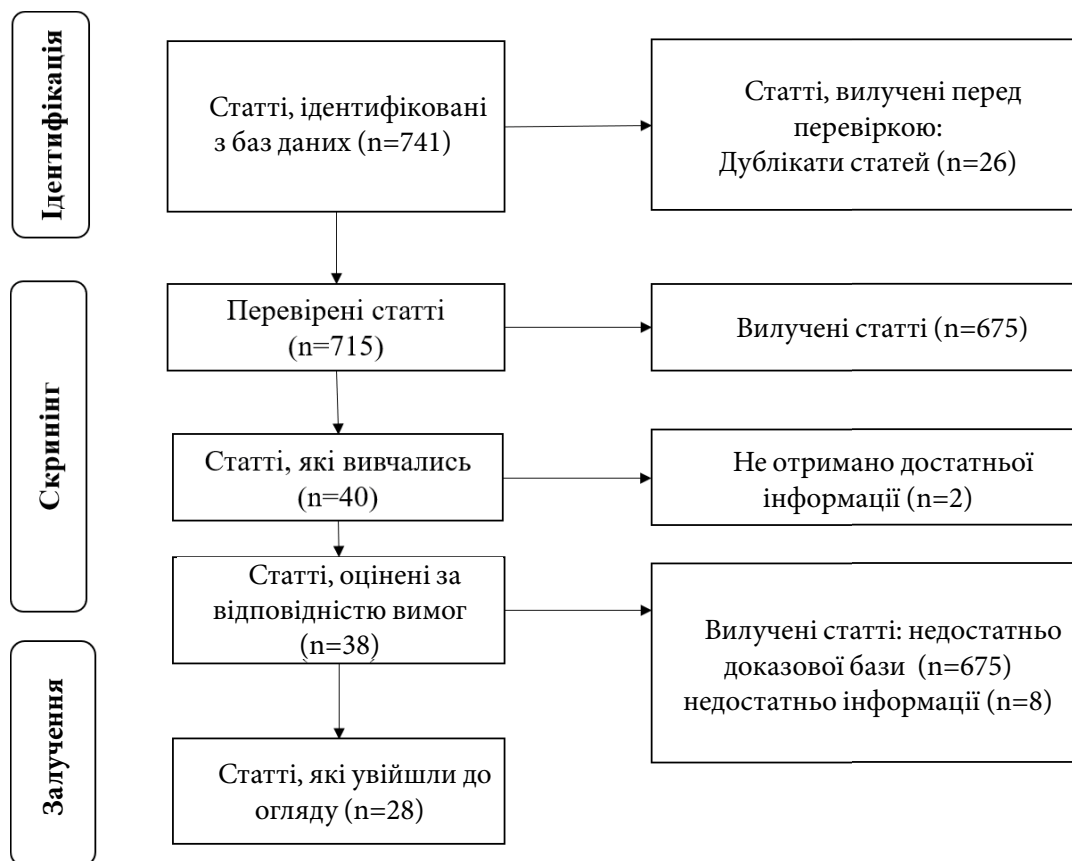 Ідентифікація
Статті, ідентифіковані
з баз даних (n=741)
Статті, вилучені перед
перевіркою:
Дублікати статей (n=26)
Скринінг
Перевірені статті
(n=715)
Вилучені статті (n=675)
Статті, які вивчались
(n=40)
Не отримано достатньої
інформації (n=2)
Статті, оцінені за
відповідністю вимог
(n=38)
Вилучені статті: недостатньо
доказової бази (n=675)
недостатньо інформації (n=8)
Залучення
Статті, які увійшли до
огляду (n=28)